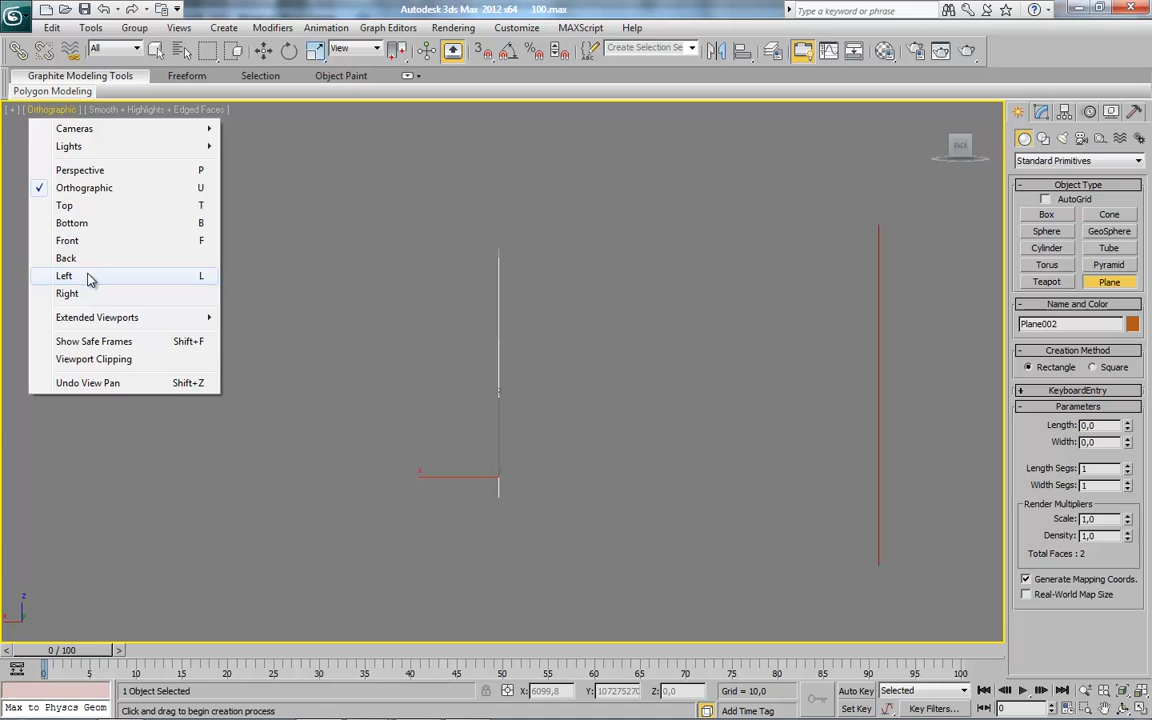 Autodesk 3ds Max 2012 x64     100.max
Type a keyword or phrase
Edit Tools Group Views Create Modifiers Animation Graph Editors Rendering Customize MAXScript Help
All View 3 Create Selection Se
Graphite Modeling Tools Freeform Selection Object Paint
Polygon Modeling
[ + ] [ Orthographic ] [ Smooth + Highlights + Edged Faces ]
Cameras
Lights
Perspective P
Orthographic U
Top T
Bottom B
Front F
Back
Left L
Right
Extended Viewports
Show Safe Frames Shift+F
Viewport Clipping
Undo View Pan Shift+Z
BACK
x
z
x
y
Standard Primitives
- Object Type
AutoGrid
Box Cone
Sphere GeoSphere
Cylinder Tube
Torus Pyramid
Teapot Plane
- Name and Color
Plane002
- Creation Method
Rectangle Square
+ KeyboardEntry
- Parameters
Length: 0,0
Width: 0,0
Length Segs: 1
Width Segs: 1
Render Multipliers
Scale: 1,0
Density: 1,0
Total Faces : 2
Generate Mapping Coords.
Real-World Map Size
< 0 / 100 >
0 5 10 15 20 25 30 35 40 45 50 55 60 65 70 75 80 85 90 95 100
1 Object Selected X: 6099,8 Y: 107275270 Z: 0,0 Grid = 10,0 Auto Key Selected
Max to Physcs Geom Click and drag to begin creation process Add Time Tag Set Key Key Filters... 0